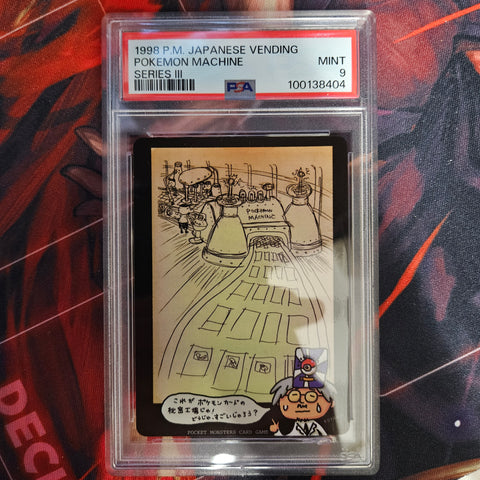 1998 P.M. JAPANESE VENDING
POKEMON MACHINE
SERIES III
MINT
9
100138404
PSA
POKEMON
MACHINE
これが ポケモンカードの
秘密工場じゃ!
どうじゃ、すごいじゃろう?
POCKET MONSTERS CARD GAME
DECI